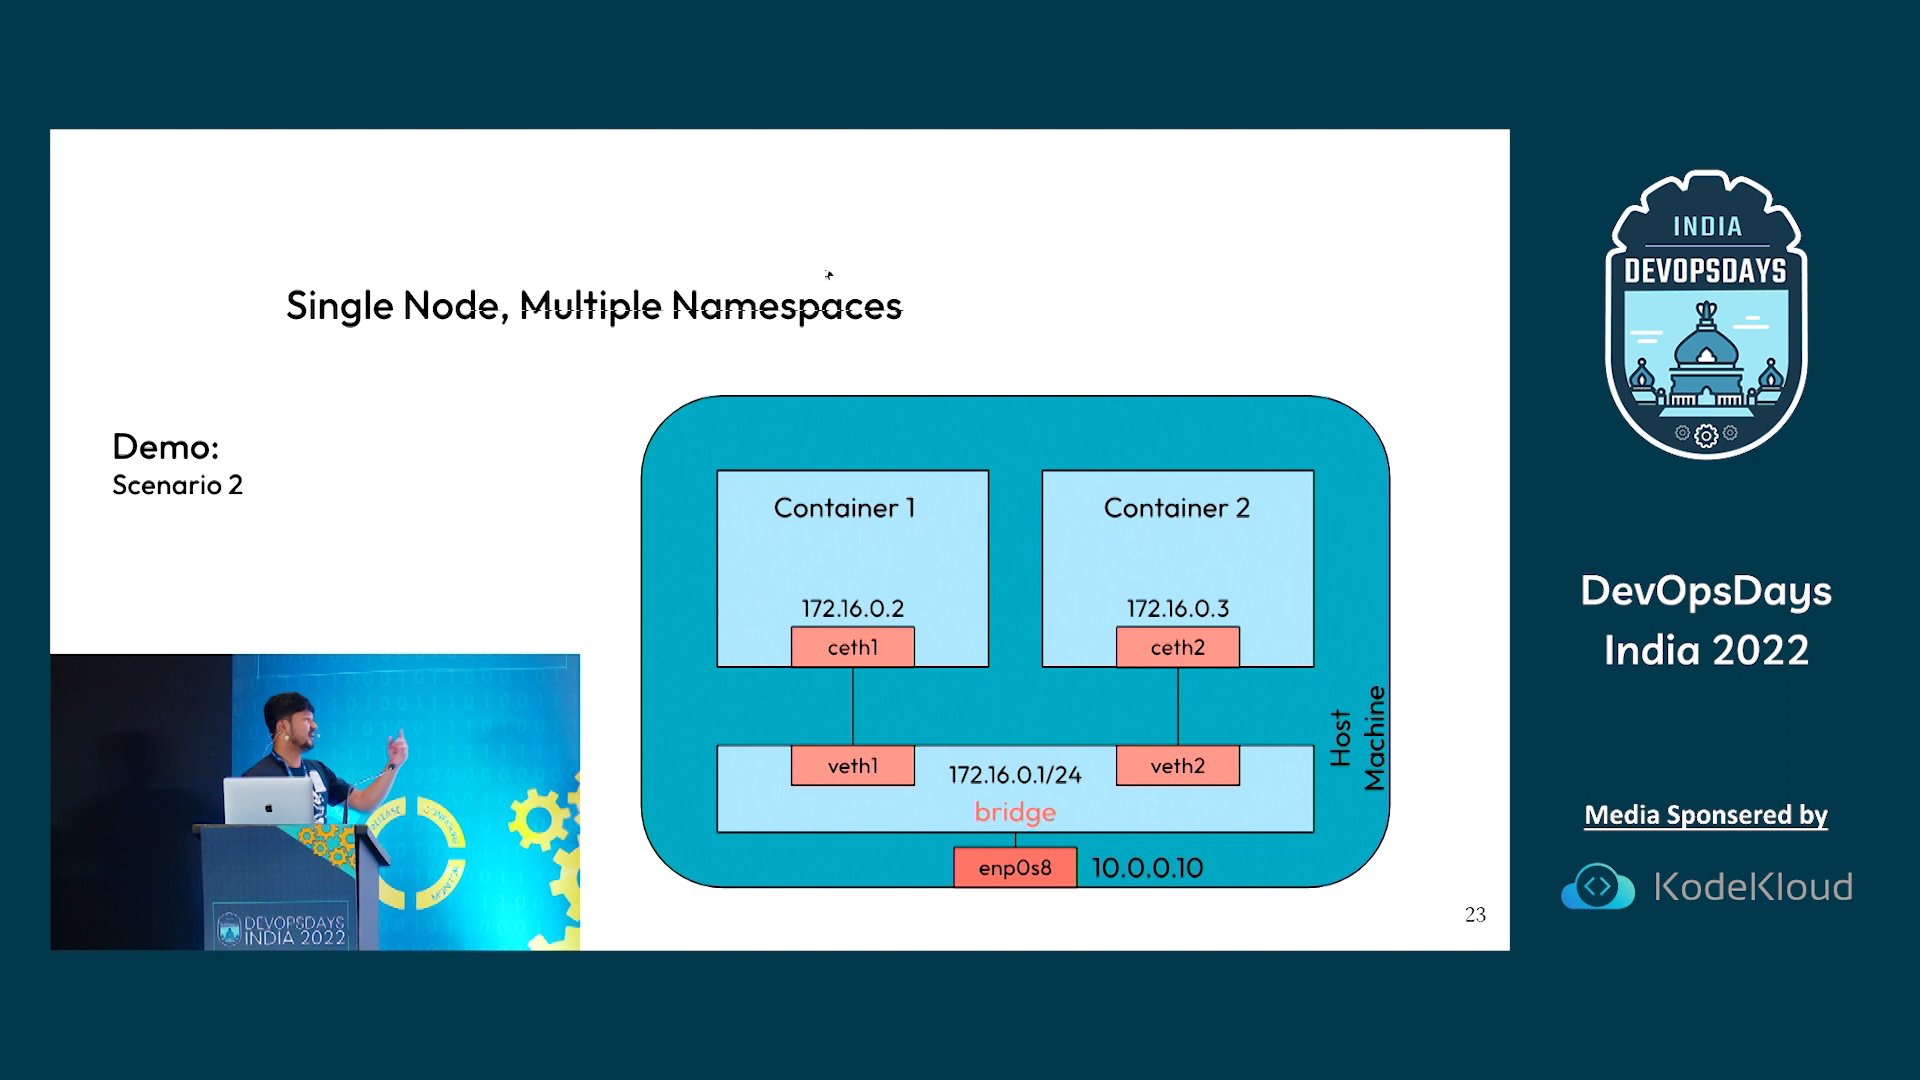 Single Node, Multiple Namespaces
Demo:
Scenario 2
Container 1
Container 2
172.16.0.2
172.16.0.3
ceth1
ceth2
veth1
172.16.0.1/24
veth2
bridge
Host
Machine
enp0s8
10.0.0.10
23
RELEASE
DEVOPSDAYS
INDIA 2022
INDIA
DEVOPSDAYS
DevOpsDays
India 2022
Media Sponsered by
KodeKloud